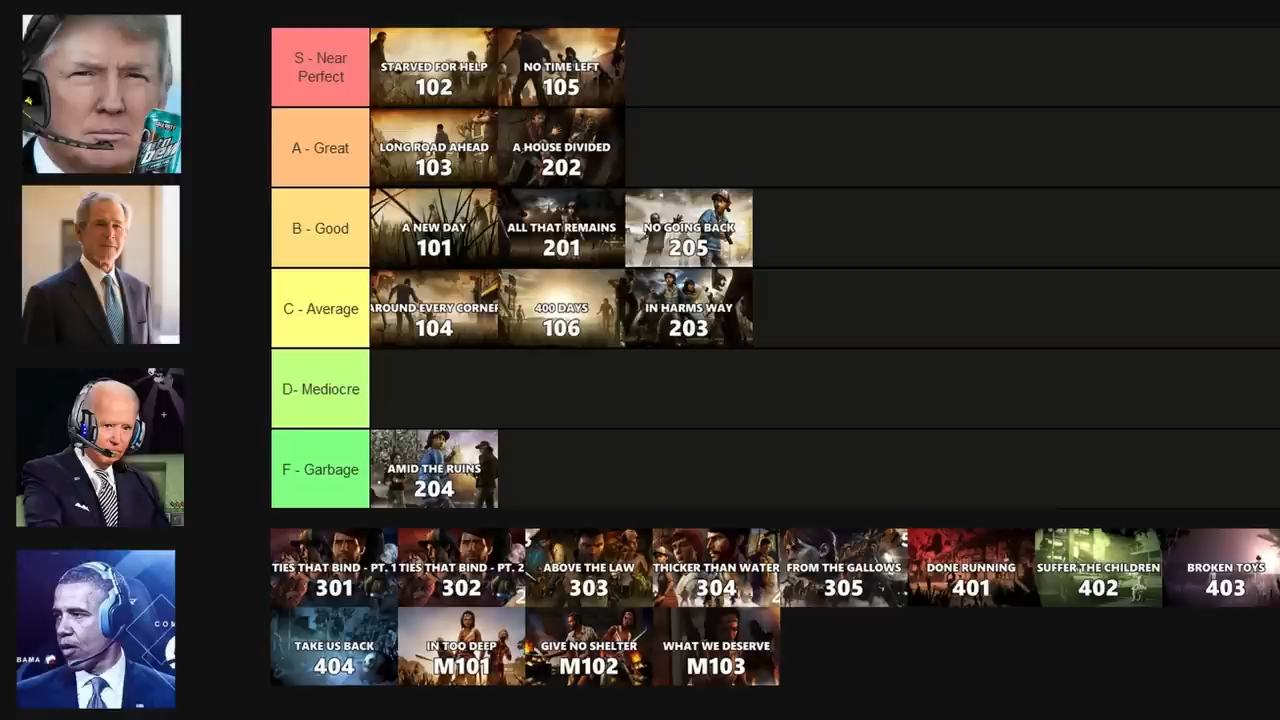 S - Near
Perfect
STARVED FOR HELP
102
NO TIME LEFT
105
A - Great
LONG ROAD AHEAD
103
A HOUSE DIVIDED
202
B - Good
A NEW DAY
101
ALL THAT REMAINS
201
NO GOING BACK
205
C - Average
AROUND EVERY CORNER
104
400 DAYS
106
IN HARMS WAY
203
D- Mediocre
F - Garbage
AMID THE RUINS
204
TIES THAT BIND - PT. 1
301
TIES THAT BIND - PT. 2
302
ABOVE THE LAW
303
THICKER THAN WATER
304
FROM THE GALLOWS
305
DONE RUNNING
401
SUFFER THE CHILDREN
402
BROKEN TOYS
403
TAKE US BACK
404
IN TOO DEEP
M101
GIVE NO SHELTER
M102
WHAT WE DESERVE
M103
COM
BAMA